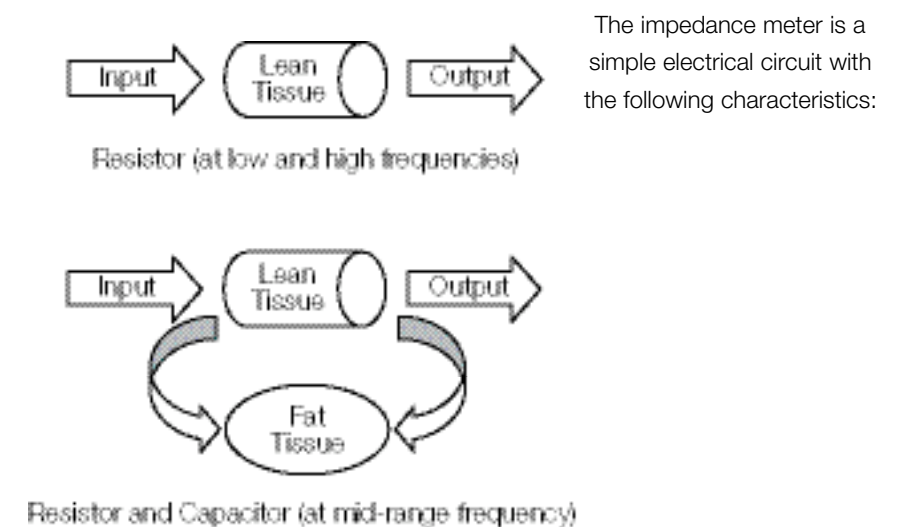 The impedance meter is a
simple electrical circuit with
the following characteristics:
Input
Lean
Tissue
Output
Resistor (at low and high frequencies)
Input
Lean
Tissue
Output
Fat
Tissue
Resistor and Capacitor (at mid-range frequency)